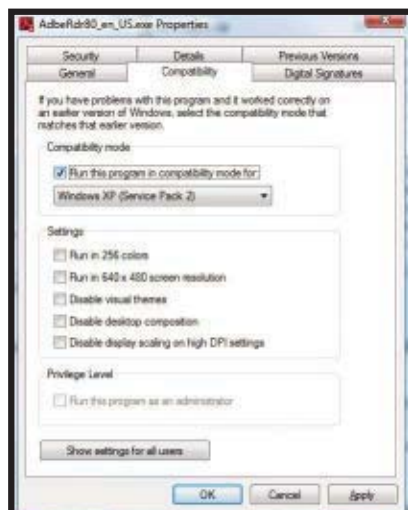 AdbeRdr80_en_US.exe Properties
Security Details Previous Versions
General Compatibility Digital Signatures
If you have problems with this program and it worked correctly on
an earlier version of Windows, select the compatibility mode that
matches that earlier version.
Compatibility mode
Run this program in compatibility mode for:
Windows XP (Service Pack 2)
Settings
Run in 256 colors
Run in 640 x 480 screen resolution
Disable visual themes
Disable desktop composition
Disable display scaling on high DPI settings
Privilege Level
Run this program as an administrator
Show settings for all users
OK Cancel Apply